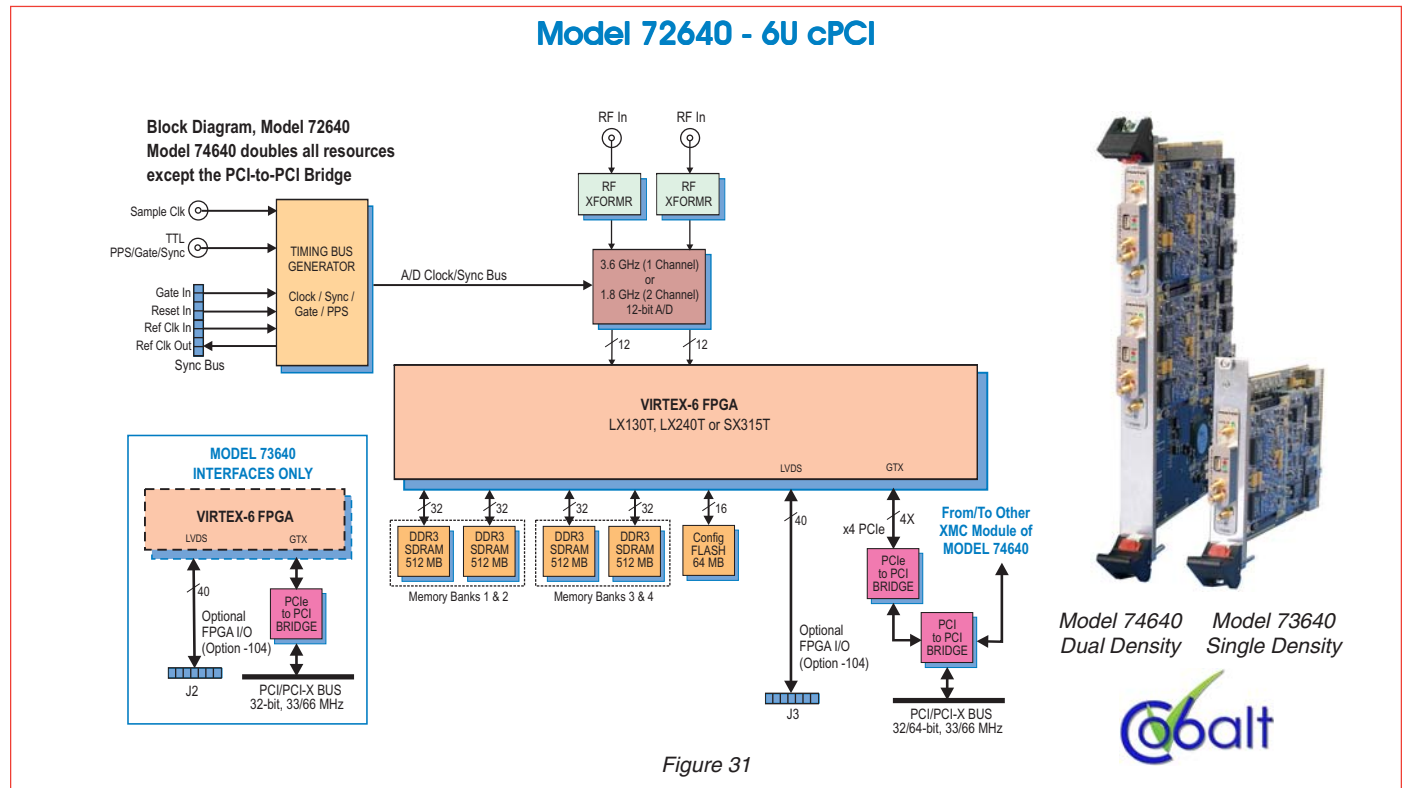 Model 72640 - 6U cPCI
Block Diagram, Model 72640
Model 74640 doubles all resources
except the PCI-to-PCI Bridge
Sample Clk
TTL
PPS/Gate/Sync
Gate In
Reset In
Ref Clk In
Ref Clk Out
Sync Bus
TIMING BUS
GENERATOR
Clock / Sync /
Gate / PPS
A/D Clock/Sync Bus
RF In
RF In
RF
XFORMR
RF
XFORMR
3.6 GHz (1 Channel)
or
1.8 GHz (2 Channel)
12-bit A/D
12
12
VIRTEX-6 FPGA
LX130T, LX240T or SX315T
LVDS
GTX
32
32
32
32
16
40
4X
x4 PCIe
DDR3
SDRAM
512 MB
DDR3
SDRAM
512 MB
DDR3
SDRAM
512 MB
DDR3
SDRAM
512 MB
Config
FLASH
64 MB
Memory Banks 1 & 2
Memory Banks 3 & 4
Optional
FPGA I/O
(Option -104)
J3
PCIe
to PCI
BRIDGE
PCI
to PCI
BRIDGE
From/To Other
XMC Module of
MODEL 74640
PCI/PCI-X BUS
32/64-bit, 33/66 MHz
MODEL 73640
INTERFACES ONLY
VIRTEX-6 FPGA
LVDS
GTX
40
Optional
FPGA I/O
(Option -104)
J2
PCIe
to PCI
BRIDGE
PCI/PCI-X BUS
32-bit, 33/66 MHz
Model 74640
Dual Density
Model 73640
Single Density
Cobalt
Figure 31